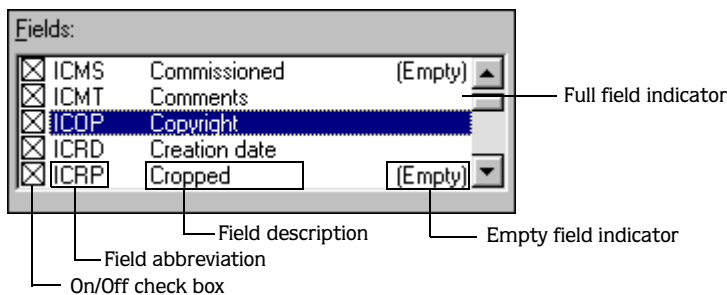 Fields:
ICMS Commissioned (Empty)
ICMT Comments
Full field indicator
ICOP Copyright
ICRD Creation date
ICRP Cropped (Empty)
Field description
Empty field indicator
Field abbreviation
On/Off check box